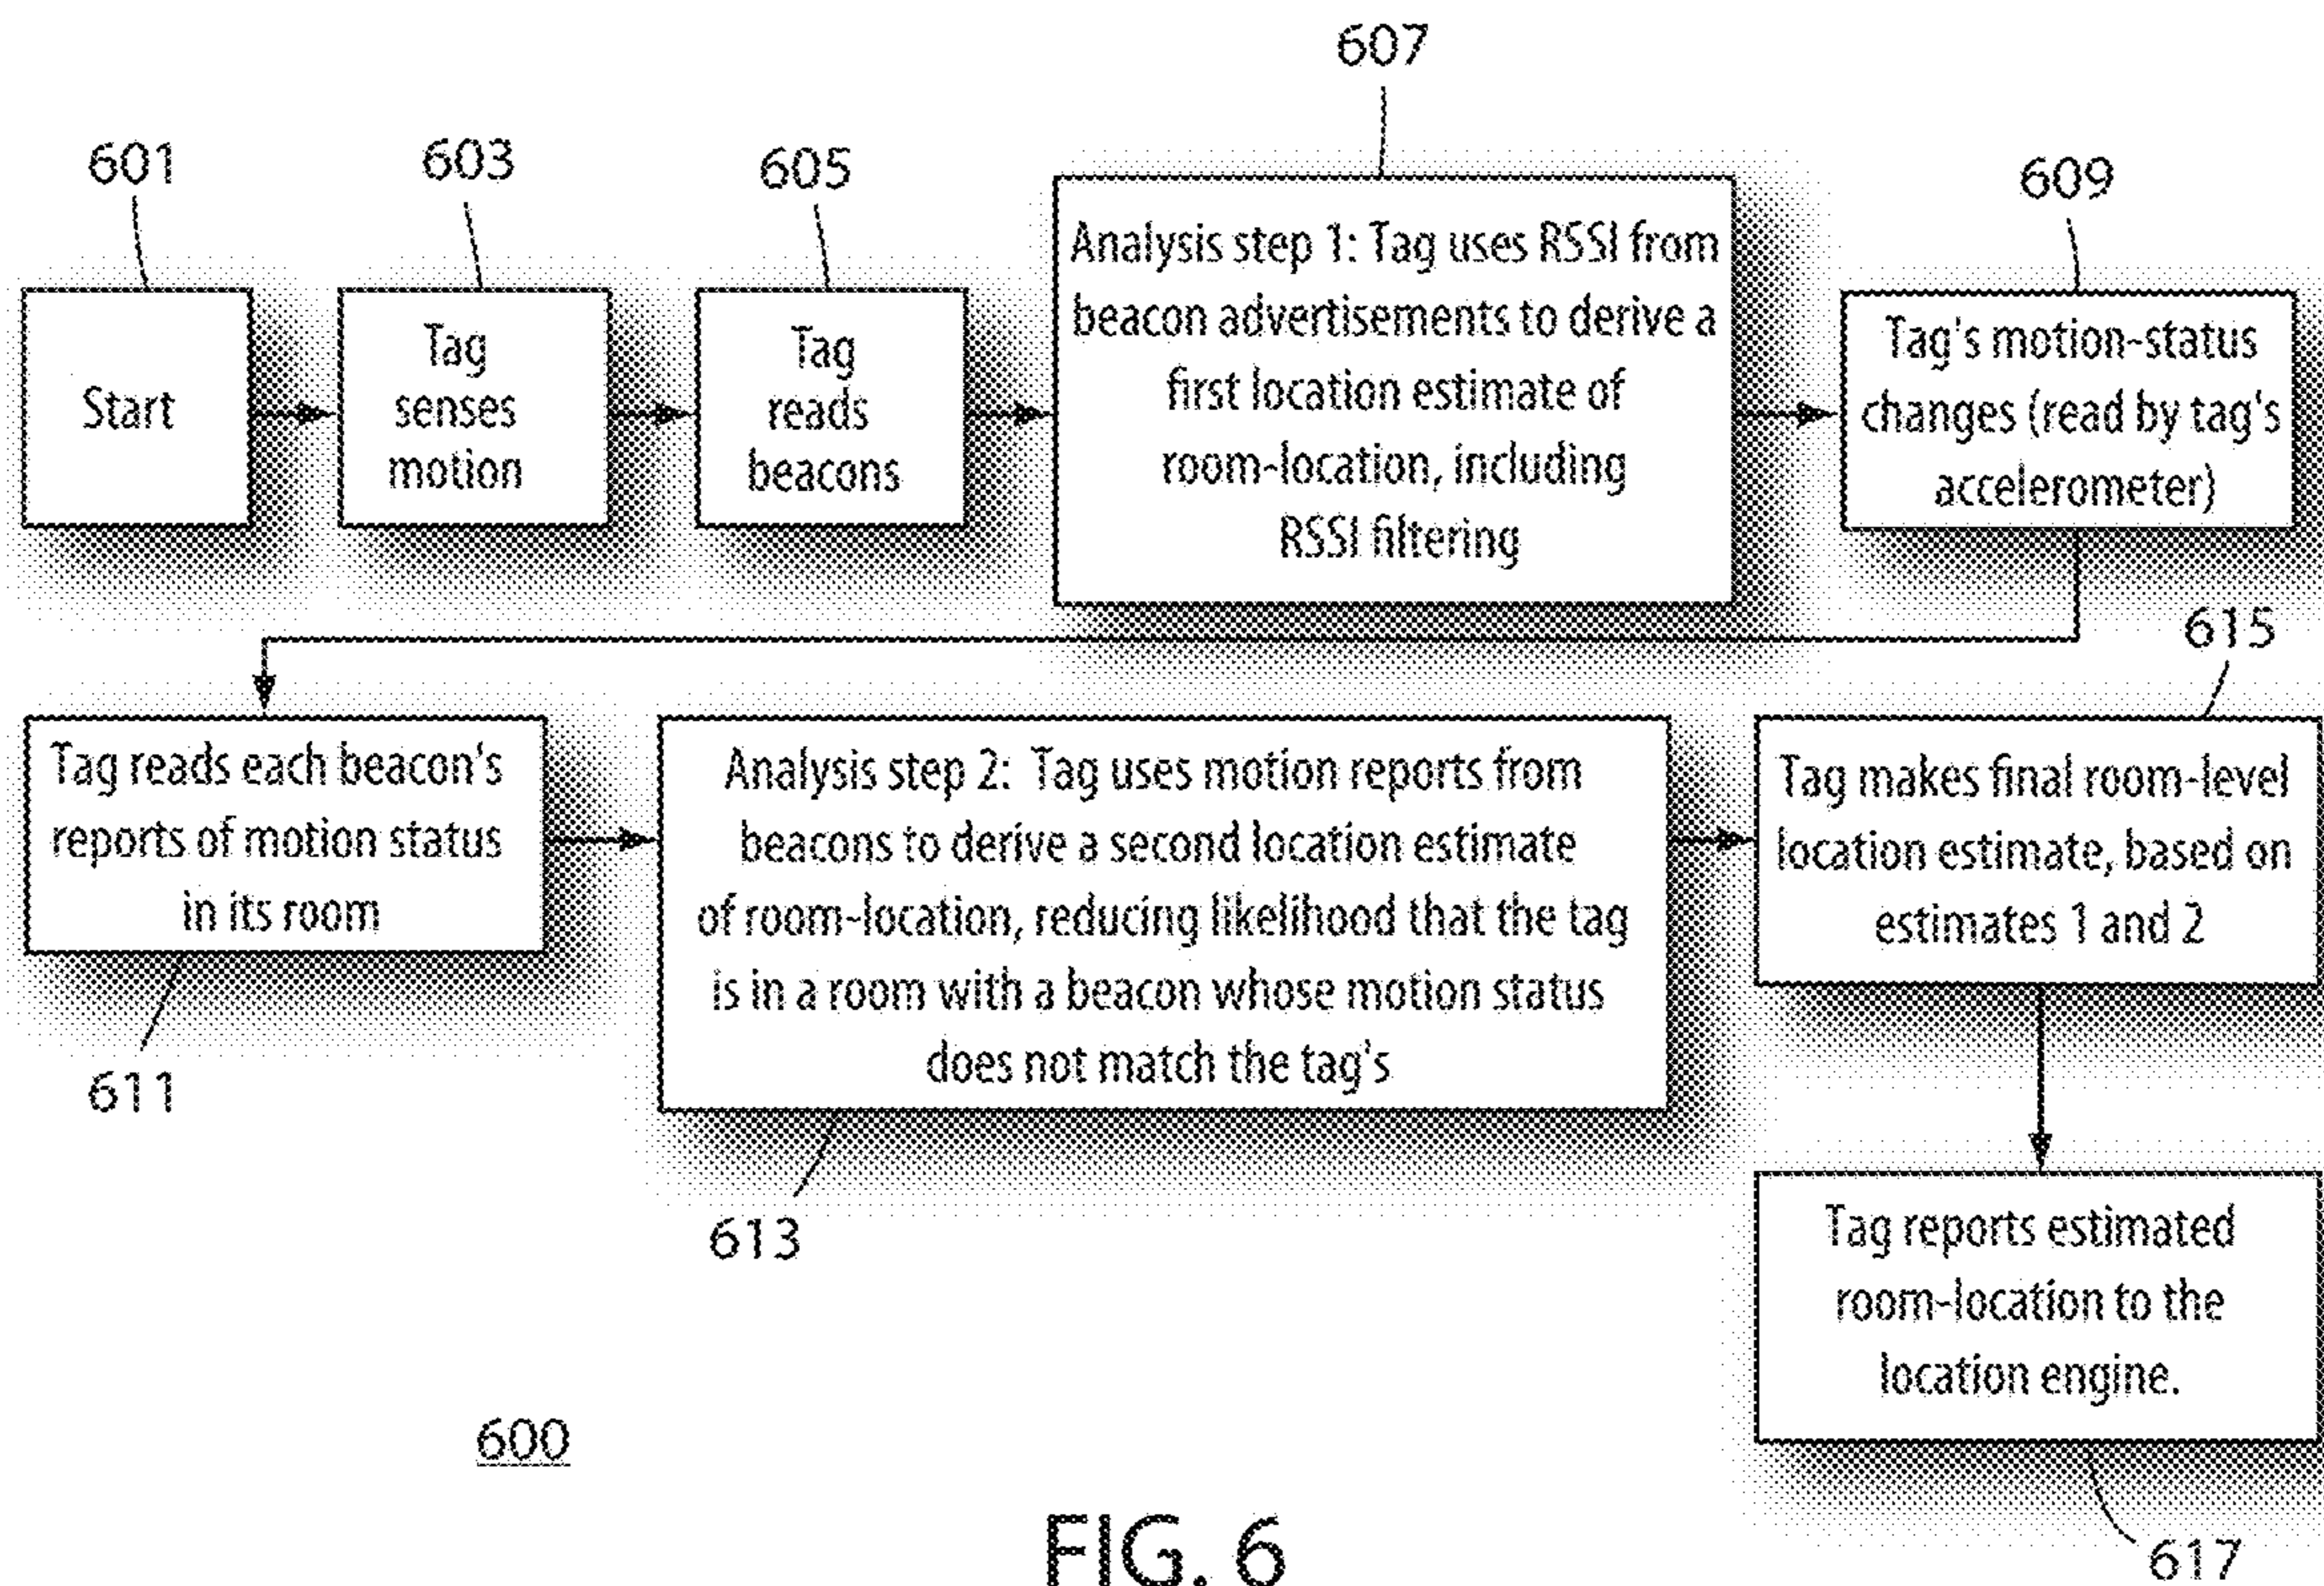 607
601
603
605
609
Start
Tag
senses
motion
Tag
reads
beacons
Analysis step 1: Tag uses RSSI from
beacon advertisements to derive a
first location estimate of
room-location, including
RSSI filtering
Tag's motion-status
changes (read by tag's
accelerometer)
615
Tag reads each beacon's
reports of motion status
in its room
Analysis step 2: Tag uses motion reports from
beacons to derive a second location estimate
of room-location, reducing likelihood that the tag
is in a room with a beacon whose motion status
does not match the tag's
Tag makes final room-level
location estimate, based on
estimates 1 and 2
611
613
Tag reports estimated
room-location to the
location engine.
600
617
FIG. 6